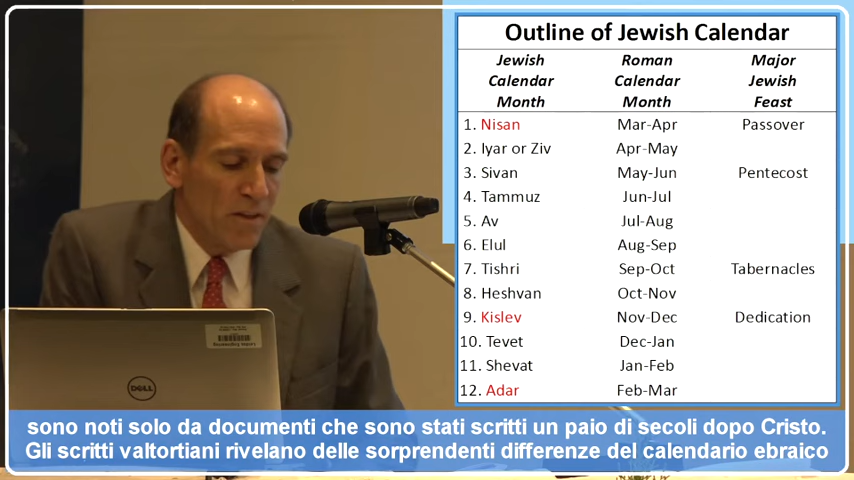 Outline of Jewish Calendar
Jewish Calendar Month Roman Calendar Month Major Jewish Feast
1. Nisan Mar-Apr Passover
2. Iyar or Ziv Apr-May
3. Sivan May-Jun Pentecost
4. Tammuz Jun-Jul
5. Av Jul-Aug
6. Elul Aug-Sep
7. Tishri Sep-Oct Tabernacles
8. Heshvan Oct-Nov
9. Kislev Nov-Dec Dedication
10. Tevet Dec-Jan
11. Shevat Jan-Feb
12. Adar Feb-Mar
DELL
sono noti solo da documenti che sono stati scritti un paio di secoli dopo Cristo.
Gli scritti valtortiani rivelano delle sorprendenti differenze del calendario ebraico